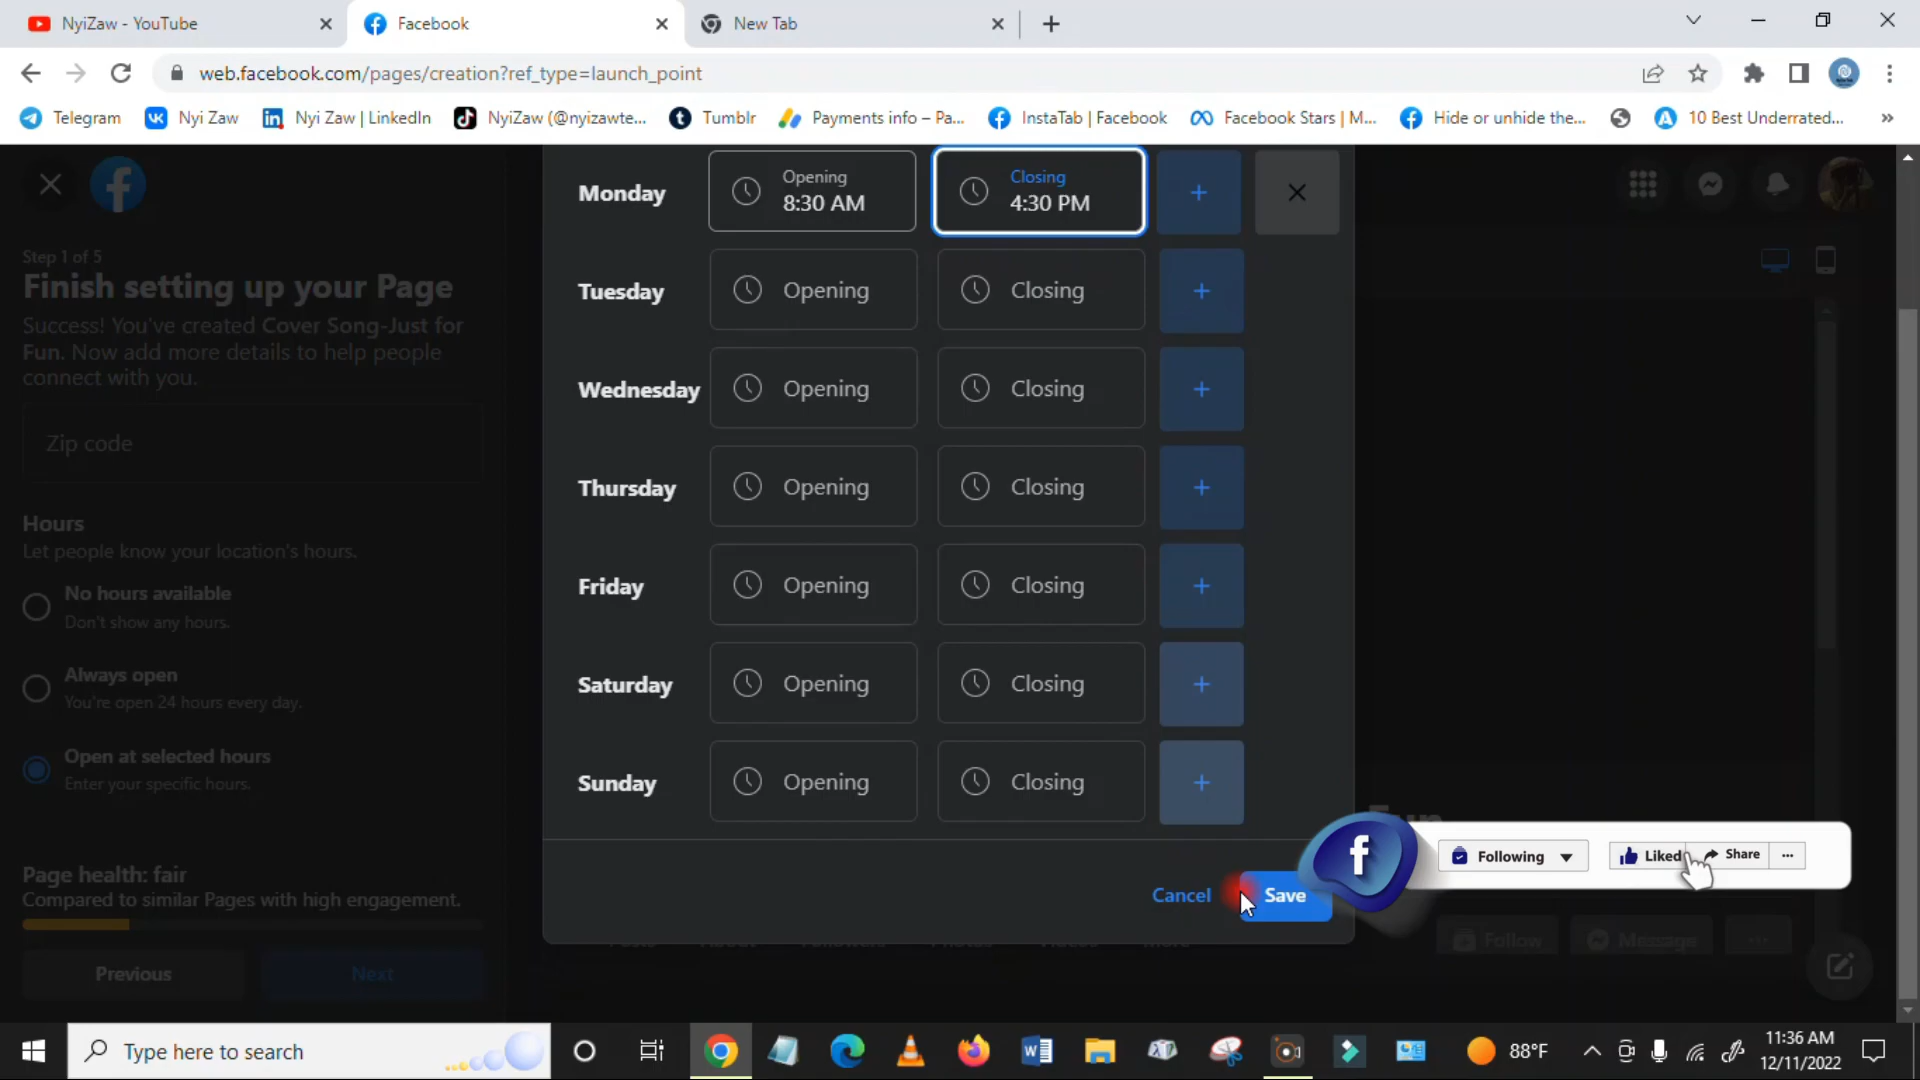 NyiZaw - YouTube
Facebook
New Tab
web.facebook.com/pages/creation?ref_type=launch_point
Telegram
Nyi Zaw
Nyi Zaw | LinkedIn
NyiZaw (@nyizawte...
Tumblr
Payments info – Pa...
InstaTab | Facebook
Facebook Stars | M...
Hide or unhide the...
10 Best Underrated...
Step 1 of 5
Finish setting up your Page
Success! You've created Cover Song-Just for
Fun. Now add more details to help people
connect with you.
Zip code
Hours
Let people know your location's hours.
No hours available
Don't show any hours.
Always open
You're open 24 hours every day.
Open at selected hours
Enter your specific hours.
Page health: fair
Compared to similar Pages with high engagement.
Previous
Next
Monday
Opening
8:30 AM
Closing
4:30 PM
Tuesday
Opening
Closing
Wednesday
Opening
Closing
Thursday
Opening
Closing
Friday
Opening
Closing
Saturday
Opening
Closing
Sunday
Opening
Closing
Cancel
Save
Following
Liked
Share
Posts
About
Followers
Photos
Videos
More
Follow
Message
Type here to search
88°F
11:36 AM
12/11/2022